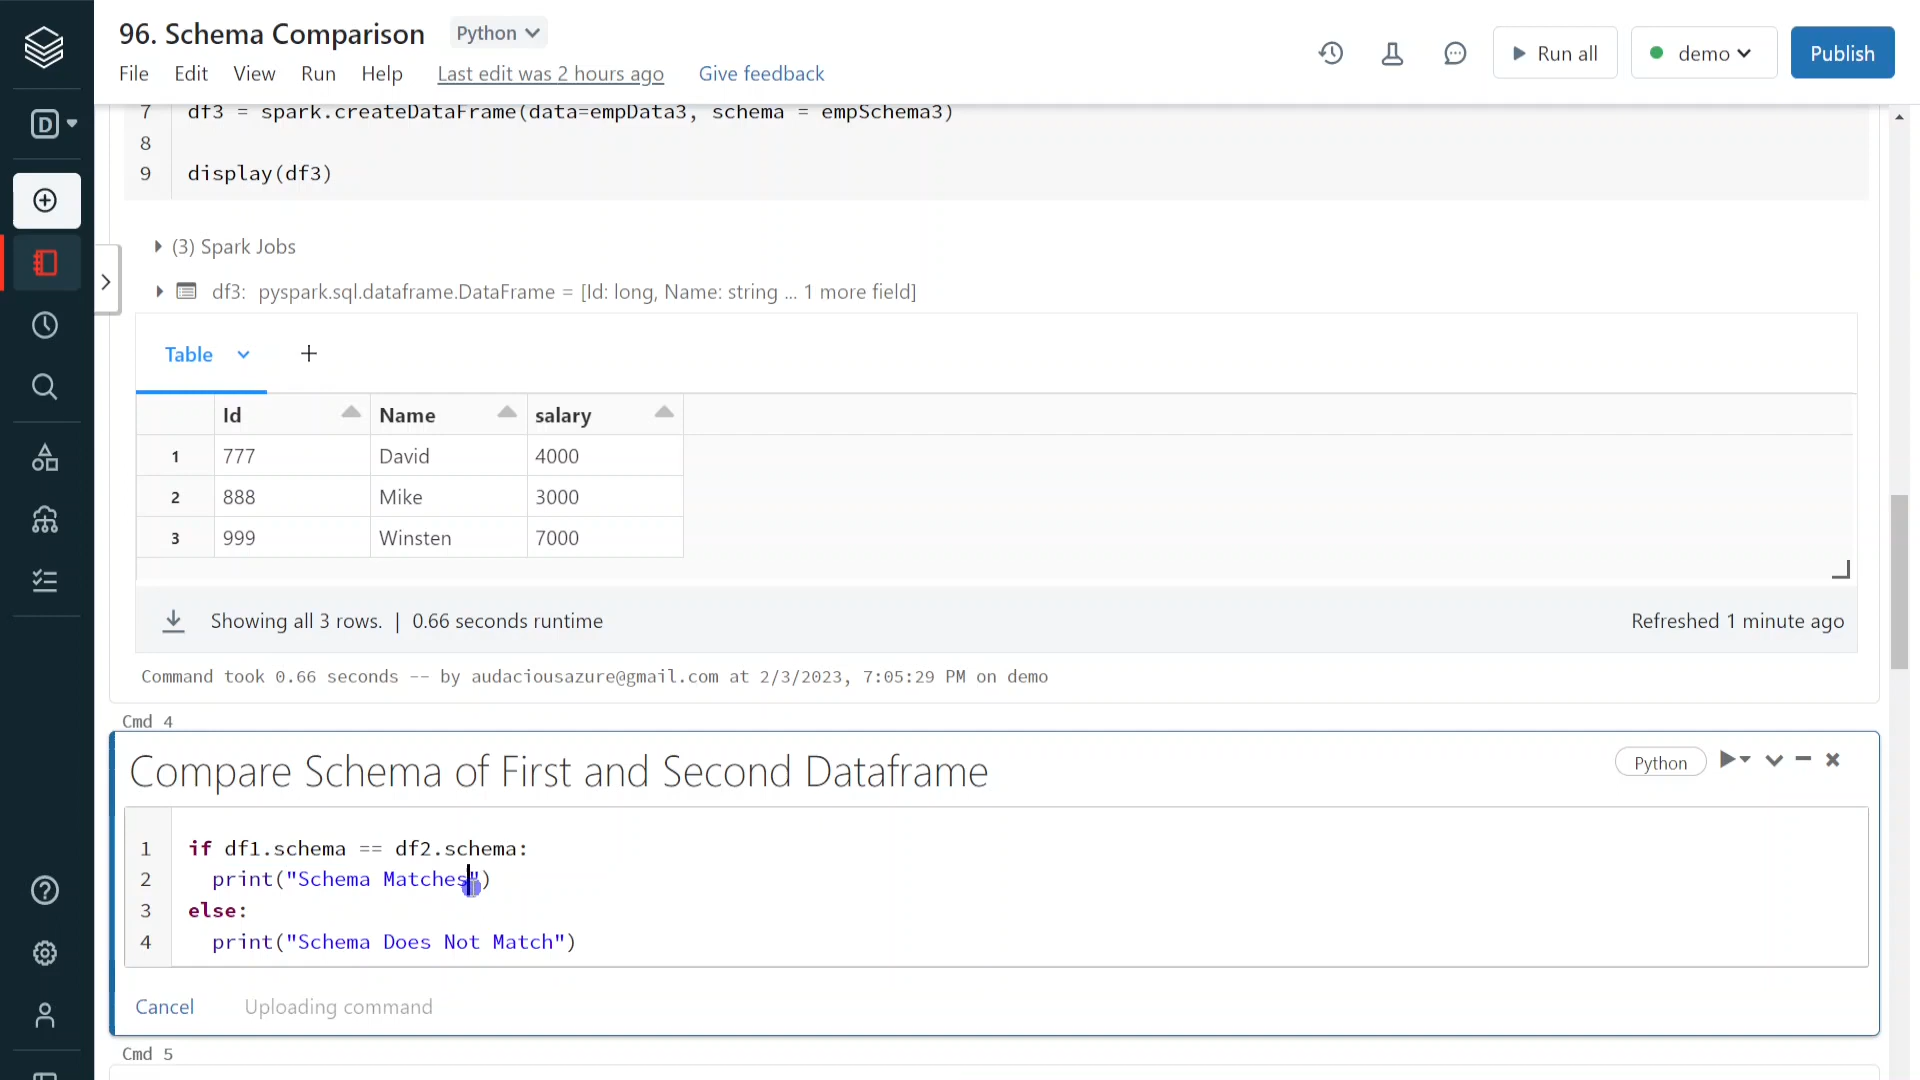 96. Schema Comparison Python
File Edit View Run Help Last edit was 2 hours ago Give feedback
Run all demo Publish
D
7 df3 = spark.createDataFrame(data=empData3, schema = empSchema3)
8
9 display(df3)
(3) Spark Jobs
df3: pyspark.sql.dataframe.DataFrame = [Id: long, Name: string ... 1 more field]
Table +
Id Name salary
1 777 David 4000
2 888 Mike 3000
3 999 Winsten 7000
Showing all 3 rows. | 0.66 seconds runtime Refreshed 1 minute ago
Command took 0.66 seconds -- by audaciousazure@gmail.com at 2/3/2023, 7:05:29 PM on demo
Cmd 4
Compare Schema of First and Second Dataframe Python
1 if df1.schema == df2.schema:
2 print("Schema Matches")
3 else:
4 print("Schema Does Not Match")
Cancel Uploading command
Cmd 5